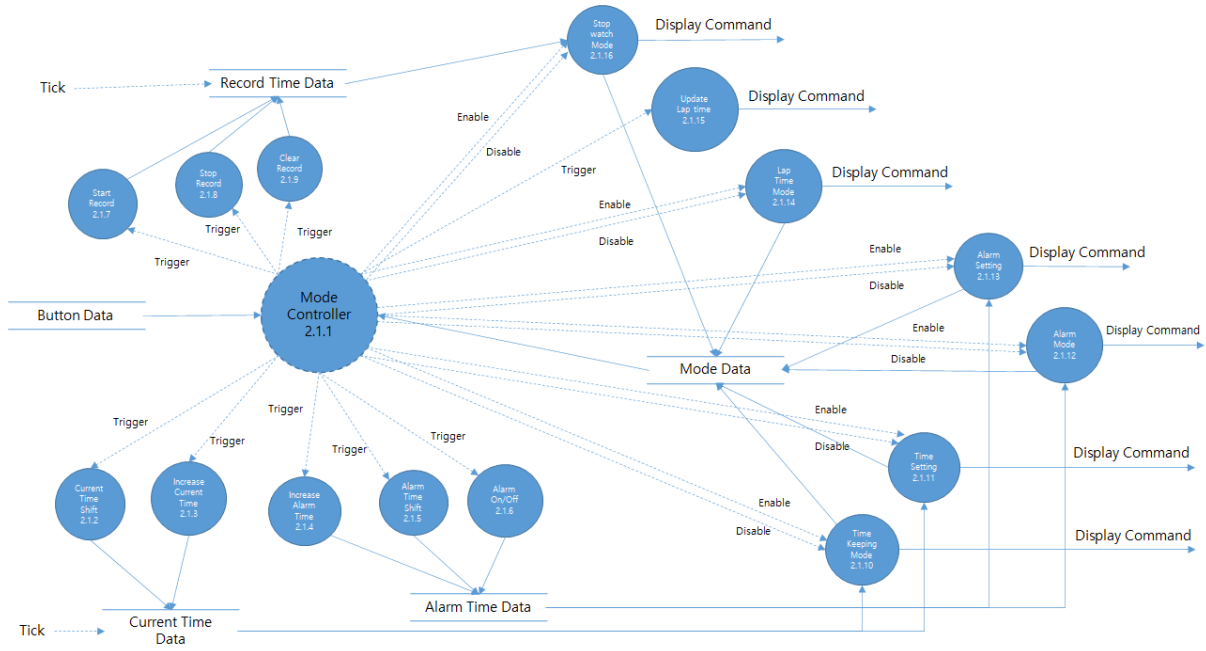 Stop
watch
Mode
2.1.16
Display Command
Tick
Record Time Data
Update
Lap time
2.1.15
Display Command
Enable
Disable
Clear
Record
2.1.9
Stop
Record
2.1.8
Start
Record
2.1.7
Trigger
Lap
Time
Mode
2.1.14
Display Command
Enable
Disable
Trigger
Trigger
Trigger
Enable
Disable
Alarm
Setting
2.1.13
Display Command
Button Data
Mode
Controller
2.1.1
Enable
Disable
Alarm
Mode
2.1.12
Display Command
Mode Data
Trigger
Trigger
Trigger
Trigger
Trigger
Enable
Disable
Time
Setting
2.1.11
Display Command
Current
Time
Shift
2.1.2
Increase
Current
Time
2.1.3
Increase
Alarm
Time
2.1.4
Alarm
Time
Shift
2.1.5
Alarm
On/Off
2.1.6
Enable
Disable
Time
Keeping
Mode
2.1.10
Display Command
Alarm Time Data
Tick
Current Time
Data